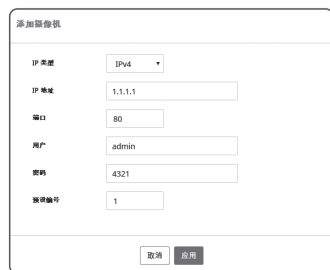 添加摄像机
IP 类型 IPv4
IP 地址 1.1.1.1
端口 80
用户 admin
密码 4321
预设编号 1
取消 应用